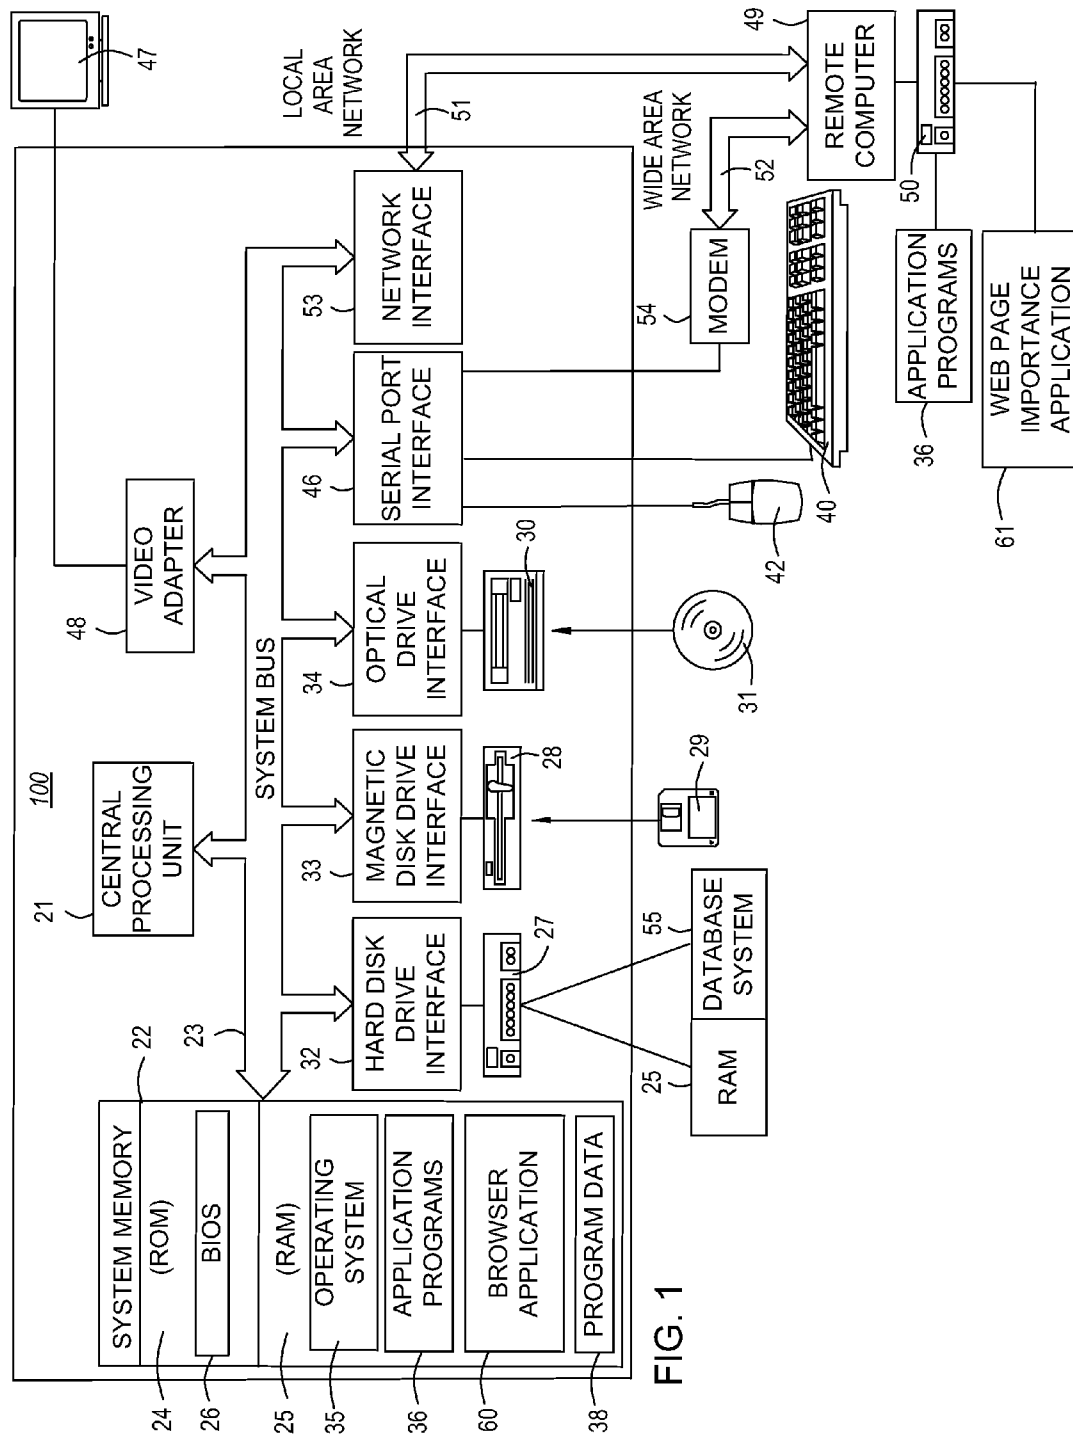 100
47
SYSTEM MEMORY
22
(ROM)
24
BIOS
26
(RAM)
25
OPERATING
SYSTEM
35
APPLICATION
PROGRAMS
36
BROWSER
APPLICATION
60
PROGRAM DATA
38
23
21
CENTRAL
PROCESSING
UNIT
48
VIDEO
ADAPTER
SYSTEM BUS
32
HARD DISK
DRIVE
INTERFACE
33
MAGNETIC
DISK DRIVE
INTERFACE
34
OPTICAL
DRIVE
INTERFACE
46
SERIAL PORT
INTERFACE
53
NETWORK
INTERFACE
27
28
30
LOCAL
AREA
NETWORK
51
25
RAM
55
DATABASE
SYSTEM
29
31
42
40
54
MODEM
WIDE AREA
NETWORK
52
49
REMOTE
COMPUTER
50
36
APPLICATION
PROGRAMS
61
WEB PAGE
IMPORTANCE
APPLICATION
FIG. 1